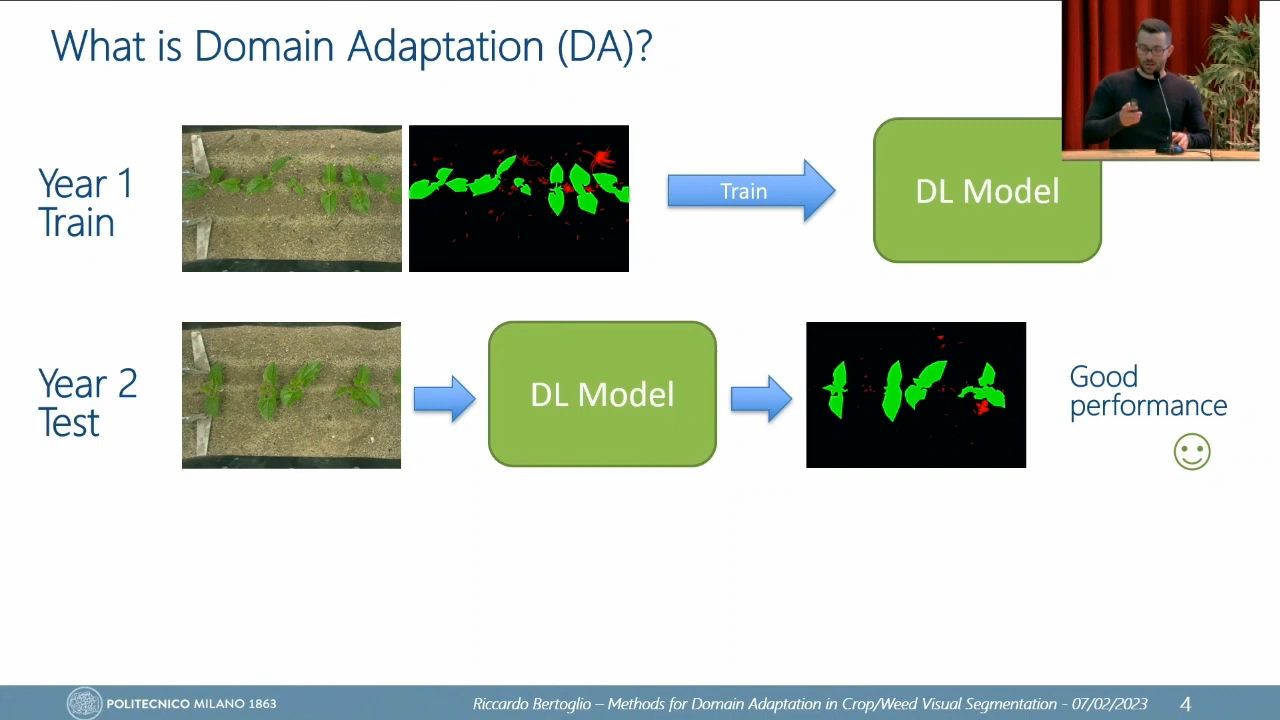 What is Domain Adaptation (DA)?
Year 1
Train
Train
DL Model
Year 2
Test
DL Model
Good
performance
POLITECNICO MILANO 1863
Riccardo Bertoglio – Methods for Domain Adaptation in Crop/Weed Visual Segmentation - 07/02/2023
4